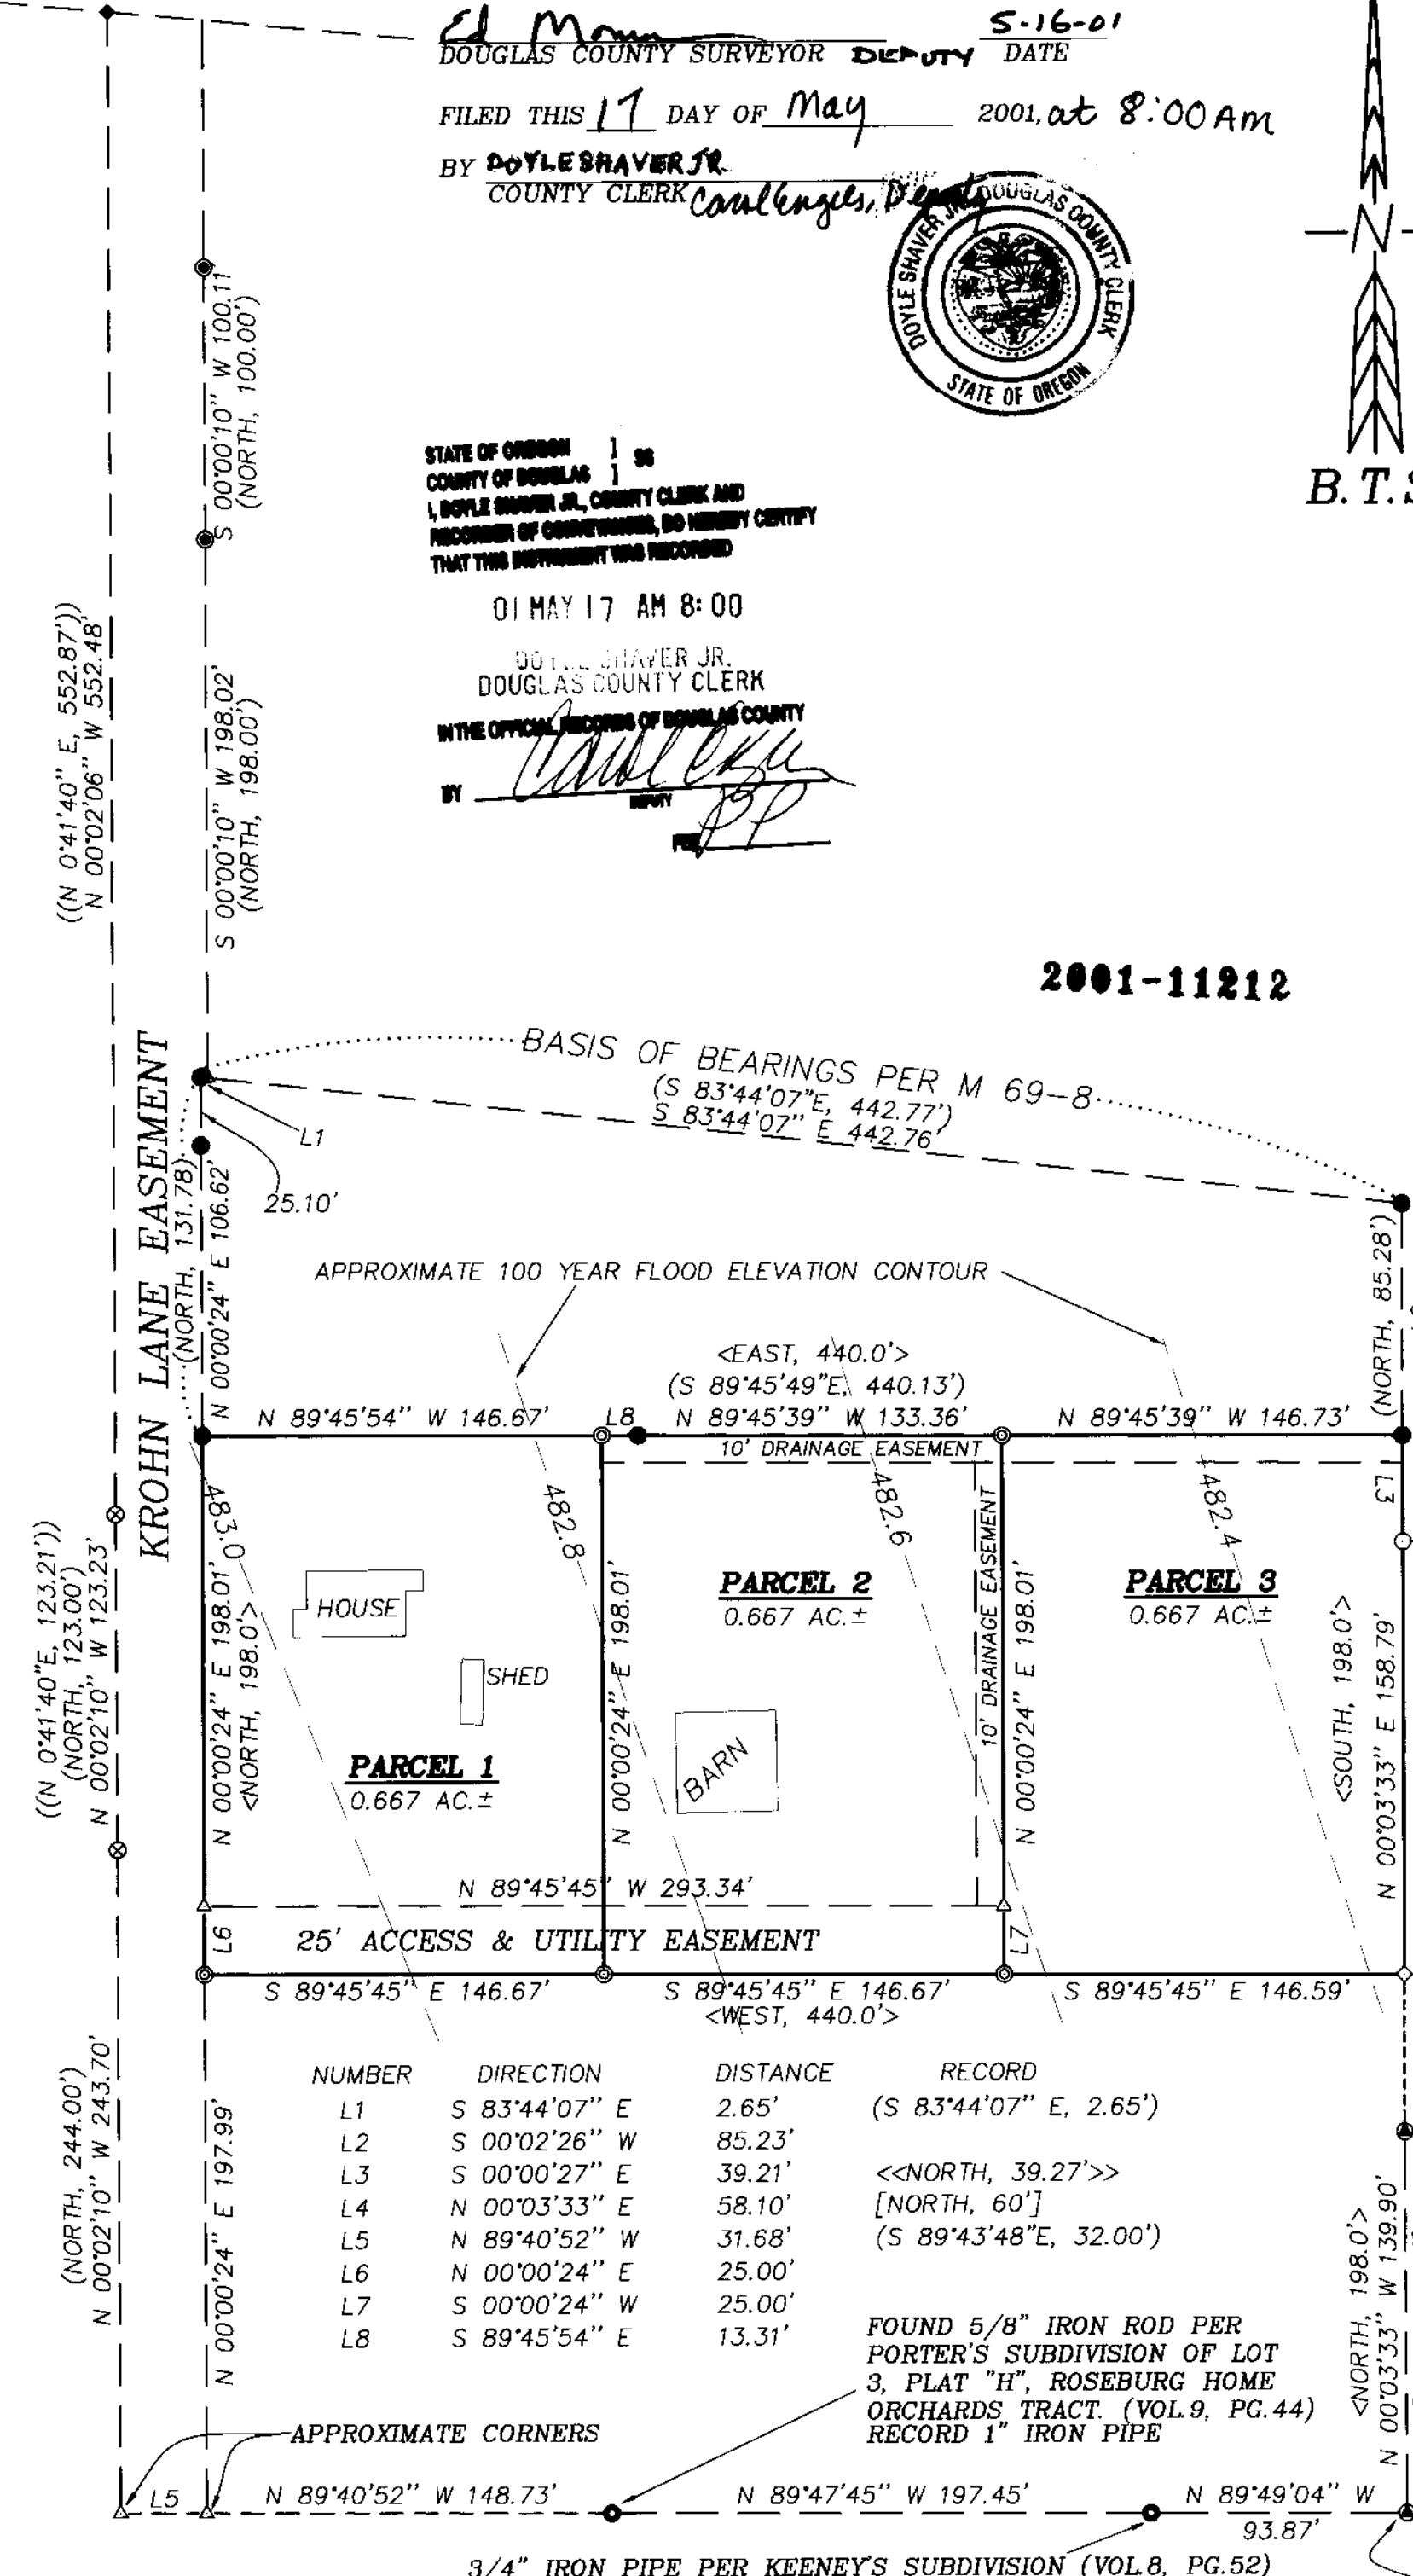 Ed
5-16-01
DOUGLAS COUNTY SURVEYOR DEPUTY DATE
FILED THIS 17 DAY OF May 2001, at 8:00 AM
BY DOYLE SHAVER JR.
COUNTY CLERK Carol Engels, Deputy
DOYLE SHAVER JR. DOUGLAS COUNTY CLERK
STATE OF OREGON
N
B.T.S
STATE OF OREGON ] SS
COUNTY OF DOUGLAS ]
I, DOYLE SHAVER JR., COUNTY CLERK AND
RECORDER OF CONVEYANCES, DO HEREBY CERTIFY
THAT THIS INSTRUMENT WAS RECORDED
01 MAY 17 AM 8:00
DOYLE SHAVER JR.
DOUGLAS COUNTY CLERK
IN THE OFFICIAL RECORDS OF DOUGLAS COUNTY
BY
DEPUTY
FEE PP
S 00°00'10" W 100.11'
(NORTH, 100.00')
((N 0°41'40" E, 552.87'))
N 00°02'06" W 552.48'
S 00°00'10" W 198.02'
(NORTH, 198.00')
2001-11212
BASIS OF BEARINGS PER M 69-8
(S 83°44'07"E, 442.77')
S 83°44'07" E 442.76'
L1
25.10'
KROHN LANE EASEMENT
(NORTH, 131.78)
N 00°00'24" E 106.62'
(NORTH, 85.28')
APPROXIMATE 100 YEAR FLOOD ELEVATION CONTOUR
<EAST, 440.0'>
(S 89°45'49"E, 440.13')
N 89°45'54" W 146.67'
L8
N 89°45'39" W 133.36'
N 89°45'39" W 146.73'
10' DRAINAGE EASEMENT
483.0
482.8
482.6
482.4
L3
((N 0°41'40"E, 123.21'))
(NORTH, 123.00')
N 00°02'10" W 123.23'
N 00°00'24" E 198.01'
<NORTH, 198.0'>
HOUSE
SHED
PARCEL 1
0.667 AC.±
N 00°00'24" E 198.01'
PARCEL 2
0.667 AC.±
BARN
10' DRAINAGE EASEMENT
N 00°00'24" E 198.01'
PARCEL 3
0.667 AC.±
<SOUTH, 198.0'>
N 00°03'33" E 158.79'
N 89°45'45" W 293.34'
L6
25' ACCESS & UTILITY EASEMENT
L7
S 89°45'45" E 146.67'
S 89°45'45" E 146.67'
S 89°45'45" E 146.59'
<WEST, 440.0'>
(NORTH, 244.00')
N 00°02'10" W 243.70'
N 00°00'24" E 197.99'
NUMBER DIRECTION DISTANCE RECORD
L1 S 83°44'07" E 2.65' (S 83°44'07" E, 2.65')
L2 S 00°02'26" W 85.23'
L3 S 00°00'27" E 39.21' <<NORTH, 39.27'>>
L4 N 00°03'33" E 58.10' [NORTH, 60']
L5 N 89°40'52" W 31.68' (S 89°43'48"E, 32.00')
L6 N 00°00'24" E 25.00'
L7 S 00°00'24" W 25.00'
L8 S 89°45'54" E 13.31'
<NORTH, 198.0'>
N 00°03'33" W 139.90'
FOUND 5/8" IRON ROD PER
PORTER'S SUBDIVISION OF LOT
3, PLAT "H", ROSEBURG HOME
ORCHARDS TRACT. (VOL.9, PG.44)
RECORD 1" IRON PIPE
APPROXIMATE CORNERS
L5
N 89°40'52" W 148.73'
N 89°47'45" W 197.45'
N 89°49'04" W
93.87'
3/4" IRON PIPE PER KEENEY'S SUBDIVISION (VOL.8, PG.52)